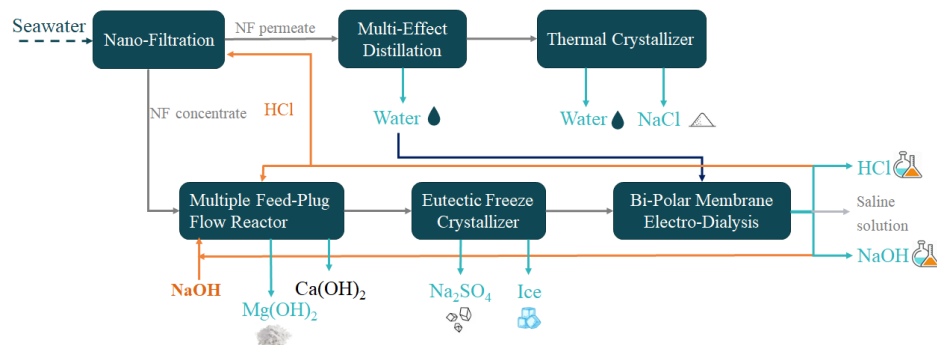 Seawater
Nano-Filtration
NF permeate
Multi-Effect
Distillation
Thermal Crystallizer
NF concentrate
HCl
Water
Water
NaCl
Multiple Feed-Plug
Flow Reactor
Eutectic Freeze
Crystallizer
Bi-Polar Membrane
Electro-Dialysis
HCl
Saline
solution
NaOH
NaOH
Mg(OH)₂
Ca(OH)₂
Na₂SO₄
Ice